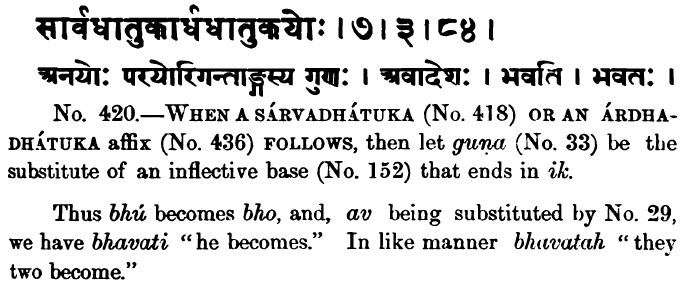 सार्वधातुकार्धधातुकयोः । ७ । ३ । ८४ ।
अनयोः परयोरिगन्ताङ्गस्य गुणः । अवादेशः । भवति । भवतः ।
No. 420.—WHEN A SÁRVADHÁTUKA (No. 418) OR AN ÁRDHA-
DHÁTUKA affix (No. 436) FOLLOWS, then let guṇa (No. 33) be the
substitute of an inflective base (No. 152) that ends in ik.
Thus bhú becomes bho, and, av being substituted by No. 29,
we have bhavati “he becomes.” In like manner bhavatah “they
two become.”